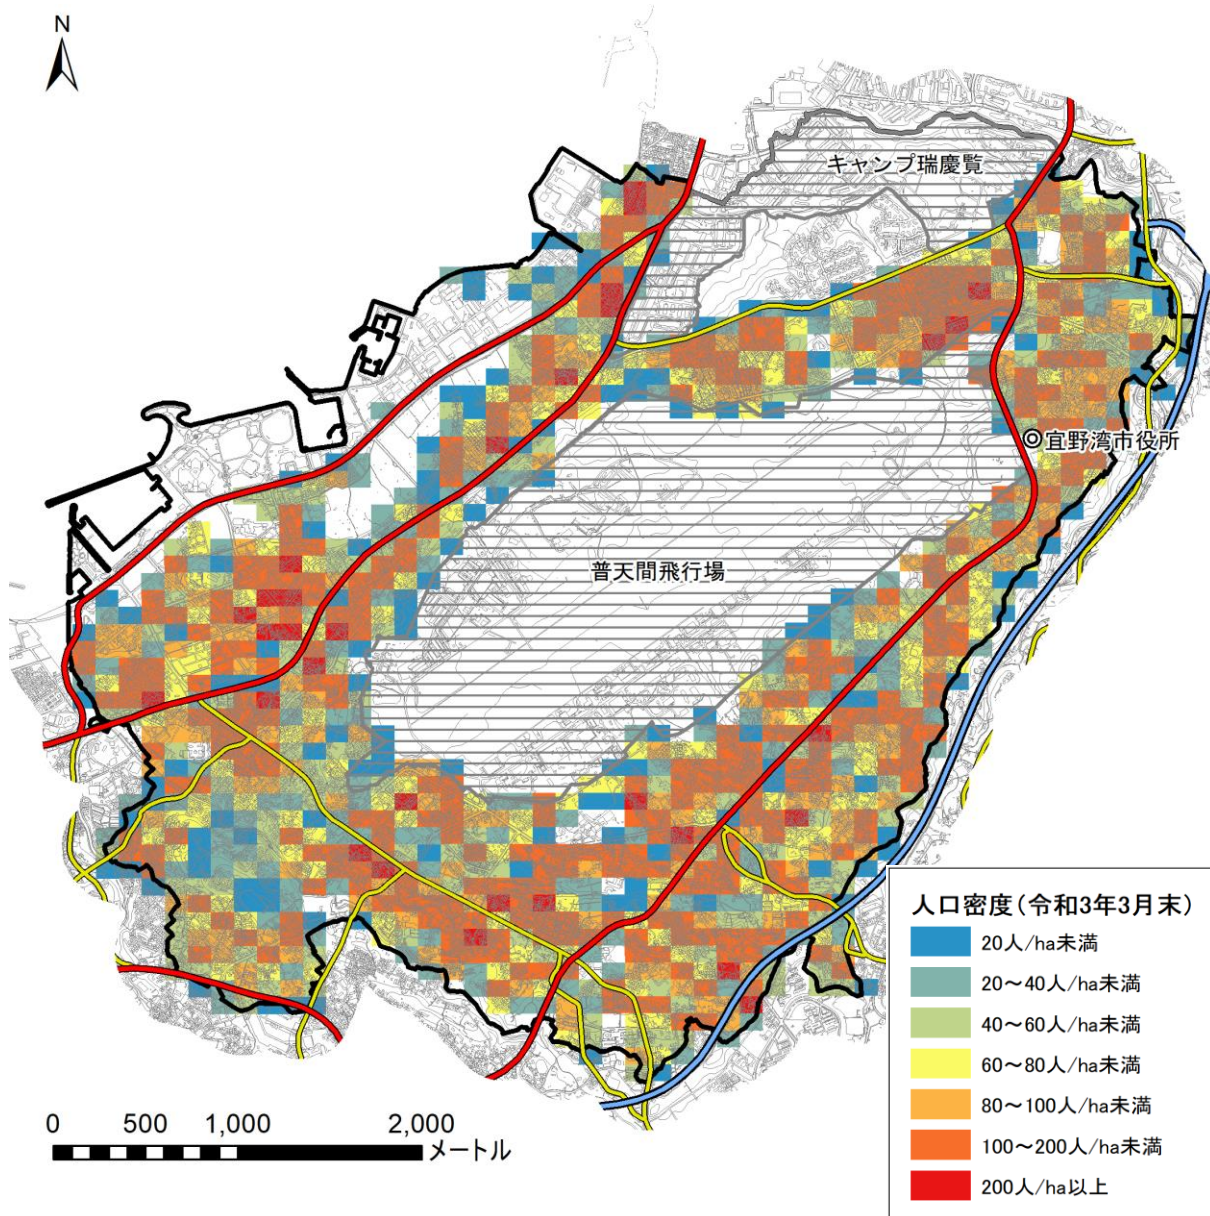 N
キャンプ瑞慶覧
宜野湾市役所
普天間飛行場
人口密度(令和3年3月末)
20人/ha未満
20～40人/ha未満
40～60人/ha未満
60～80人/ha未満
80～100人/ha未満
100～200人/ha未満
200人/ha以上
0 500 1,000 2,000
メートル